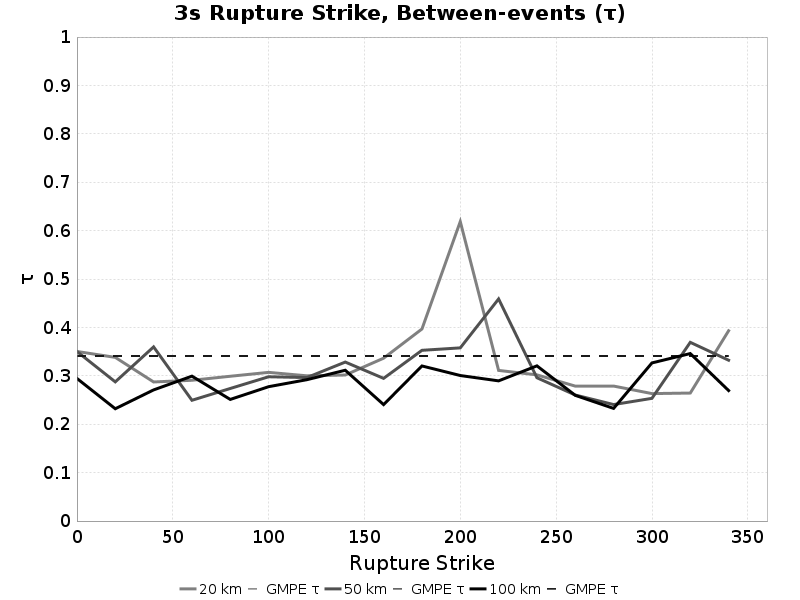 3s Rupture Strike, Between-events (τ)
1
0.9
0.8
0.7
0.6
0.5
0.4
0.3
0.2
0.1
0
τ
0 50 100 150 200 250 300 350
Rupture Strike
20 km GMPE τ 50 km GMPE τ 100 km GMPE τ